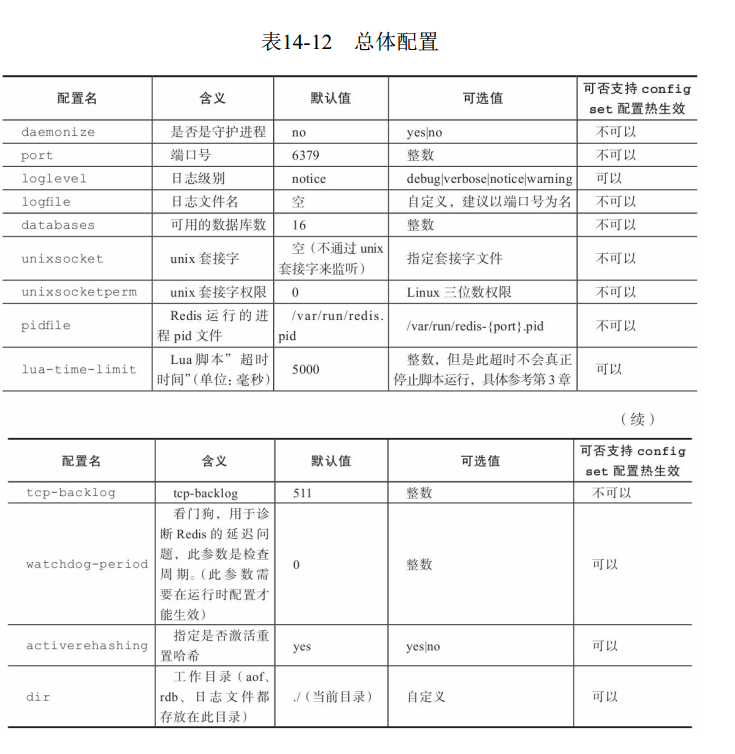 表14-12 总体配置
配置名 含义 默认值 可选值 可否支持 config
set 配置热生效
daemonize 是否是守护进程 no yes|no 不可以
port 端口号 6379 整数 不可以
loglevel 日志级别 notice debug|verbose|notice|warning 可以
logfile 日志文件名 空 自定义，建议以端口号为名 不可以
databases 可用的数据库数 16 整数 不可以
unixsocket unix 套接字 空（不通过 unix
套接字来监听） 指定套接字文件 不可以
unixsocketperm unix 套接字权限 0 Linux 三位数权限 不可以
pidfile Redis 运行的进
程 pid 文件 /var/run/redis.
pid /var/run/redis-{port}.pid 不可以
lua-time-limit Lua 脚本”超时
时间”（单位：毫秒） 5000 整数，但是此超时不会真正
停止脚本运行，具体参考第 3 章 可以
（续）
配置名 含义 默认值 可选值 可否支持 config
set 配置热生效
tcp-backlog tcp-backlog 511 整数 不可以
watchdog-period 看门狗，用于诊
断 Redis 的延迟问
题，此参数是检查
周期。（此参数需
要在运行时配置才
能生效） 0 整数 可以
activerehashing 指定是否激活重
置哈希 yes yes|no 可以
dir 工作目录（aof、
rdb、日志文件都
存放在此目录） ./（当前目录） 自定义 可以